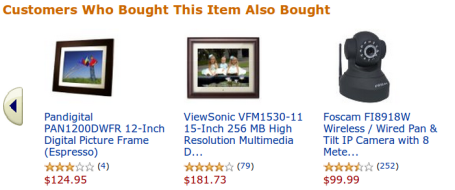 Customers Who Bought This Item Also Bought
Pandigital
PAN1200DWFR 12-Inch
Digital Picture Frame
(Espresso)
(4)
$124.95
ViewSonic VFM1530-11
15-Inch 256 MB High
Resolution Multimedia
D...
(79)
$181.73
Foscam FI8918W
Wireless / Wired Pan &
Tilt IP Camera with 8
Mete...
(252)
$99.99